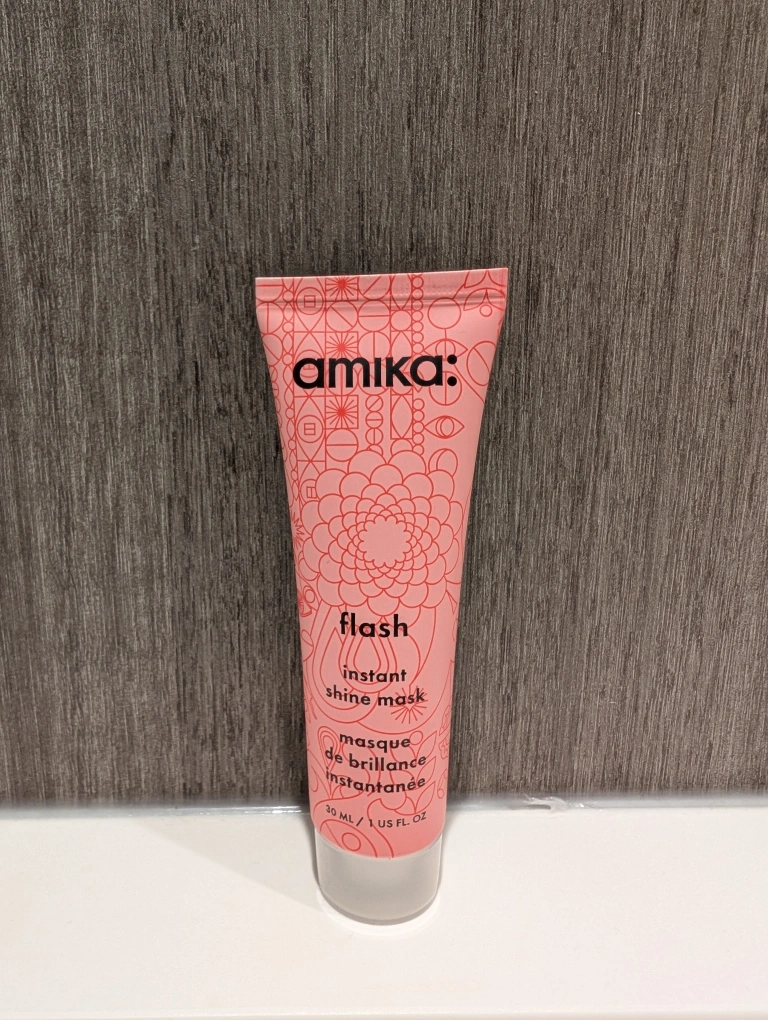 amika:
flash
instant
shine mask
masque
de brillance
instantanée
30 ML / 1 US FL. OZ